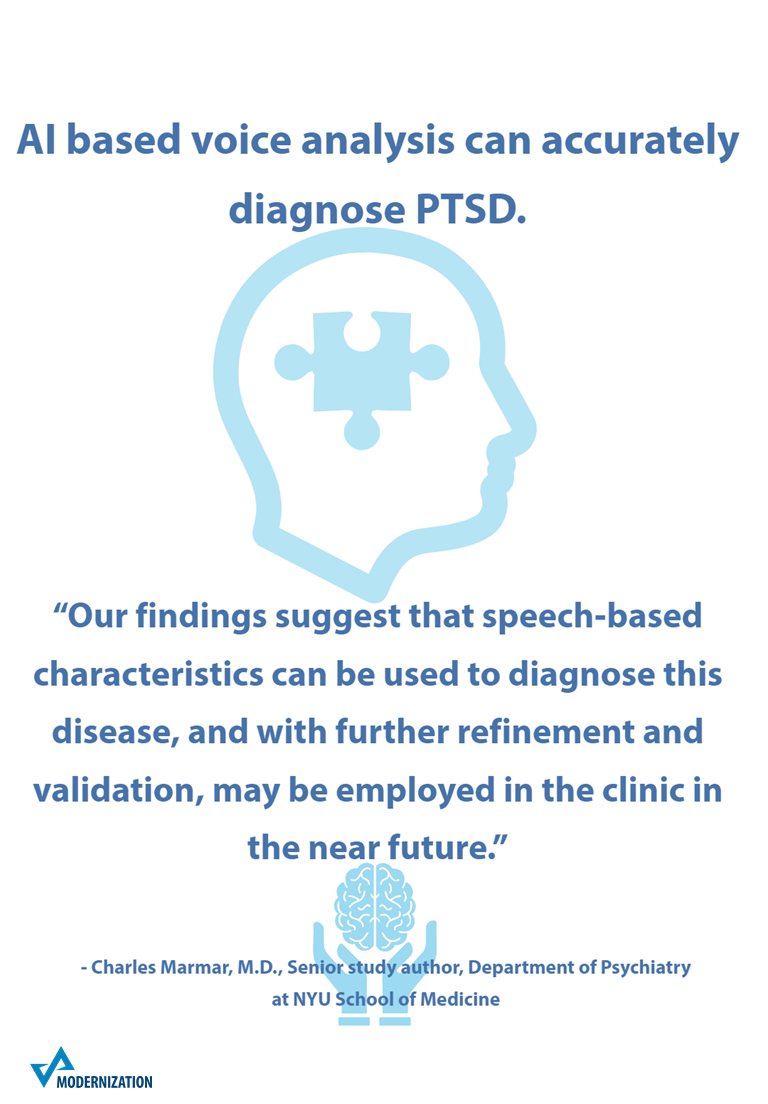 AI based voice analysis can accurately
diagnose PTSD.
“Our findings suggest that speech-based
characteristics can be used to diagnose this
disease, and with further refinement and
validation, may be employed in the clinic in
the near future.”
- Charles Marmar, M.D., Senior study author, Department of Psychiatry
at NYU School of Medicine
MODERNIZATION